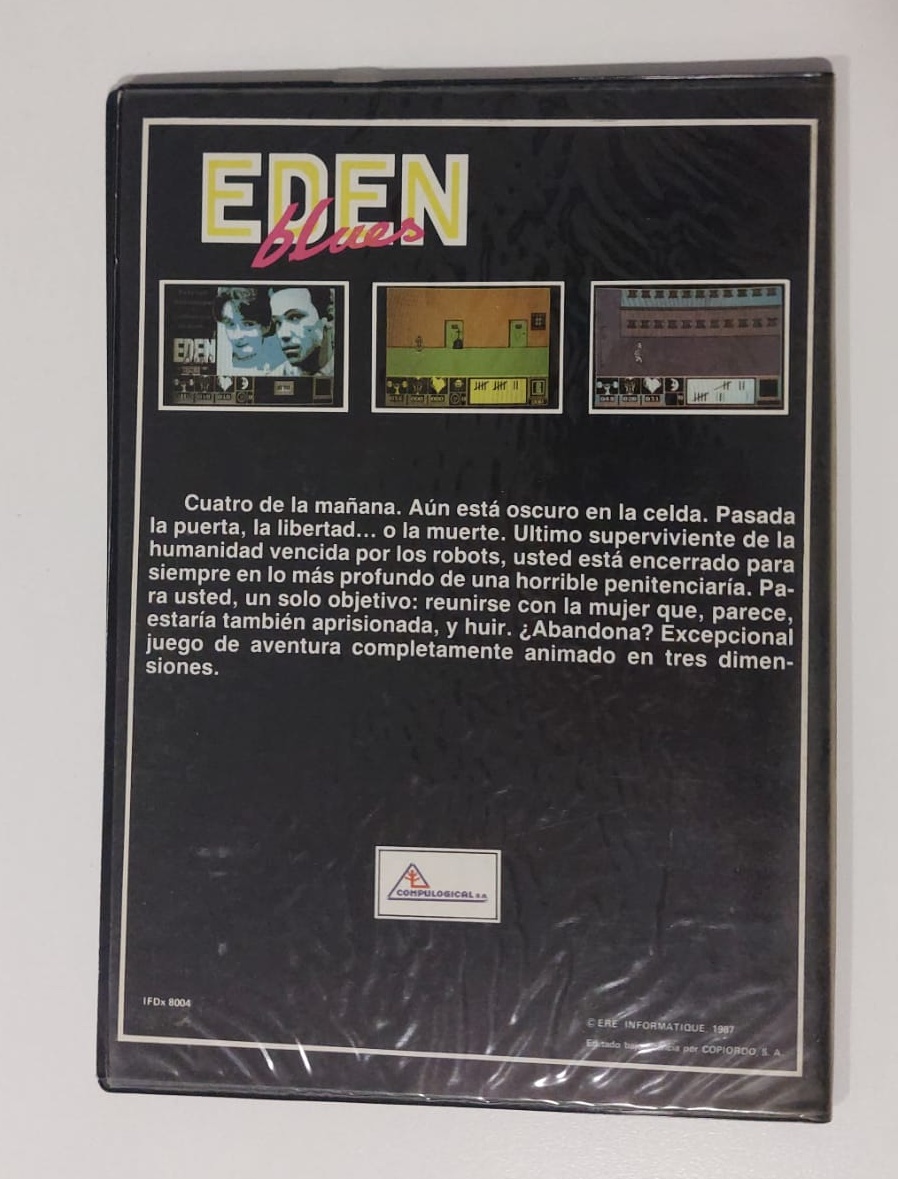 EDEN
blues
EDEN
Cuatro de la mañana. Aún está oscuro en la celda. Pasada
la puerta, la libertad... o la muerte. Ultimo superviviente de la
humanidad vencida por los robots, usted está encerrado para
siempre en lo más profundo de una horrible penitenciaría. Pa-
ra usted, un solo objetivo: reunirse con la mujer que, parece,
estaría también aprisionada, y huir. ¿Abandona? Excepcional
juego de aventura completamente animado en tres dimen-
siones.
COMPULOGICAL s.a.
IFDx 8004
© ERE INFORMATIQUE 1987
Editado por COPIORDO, S. A.